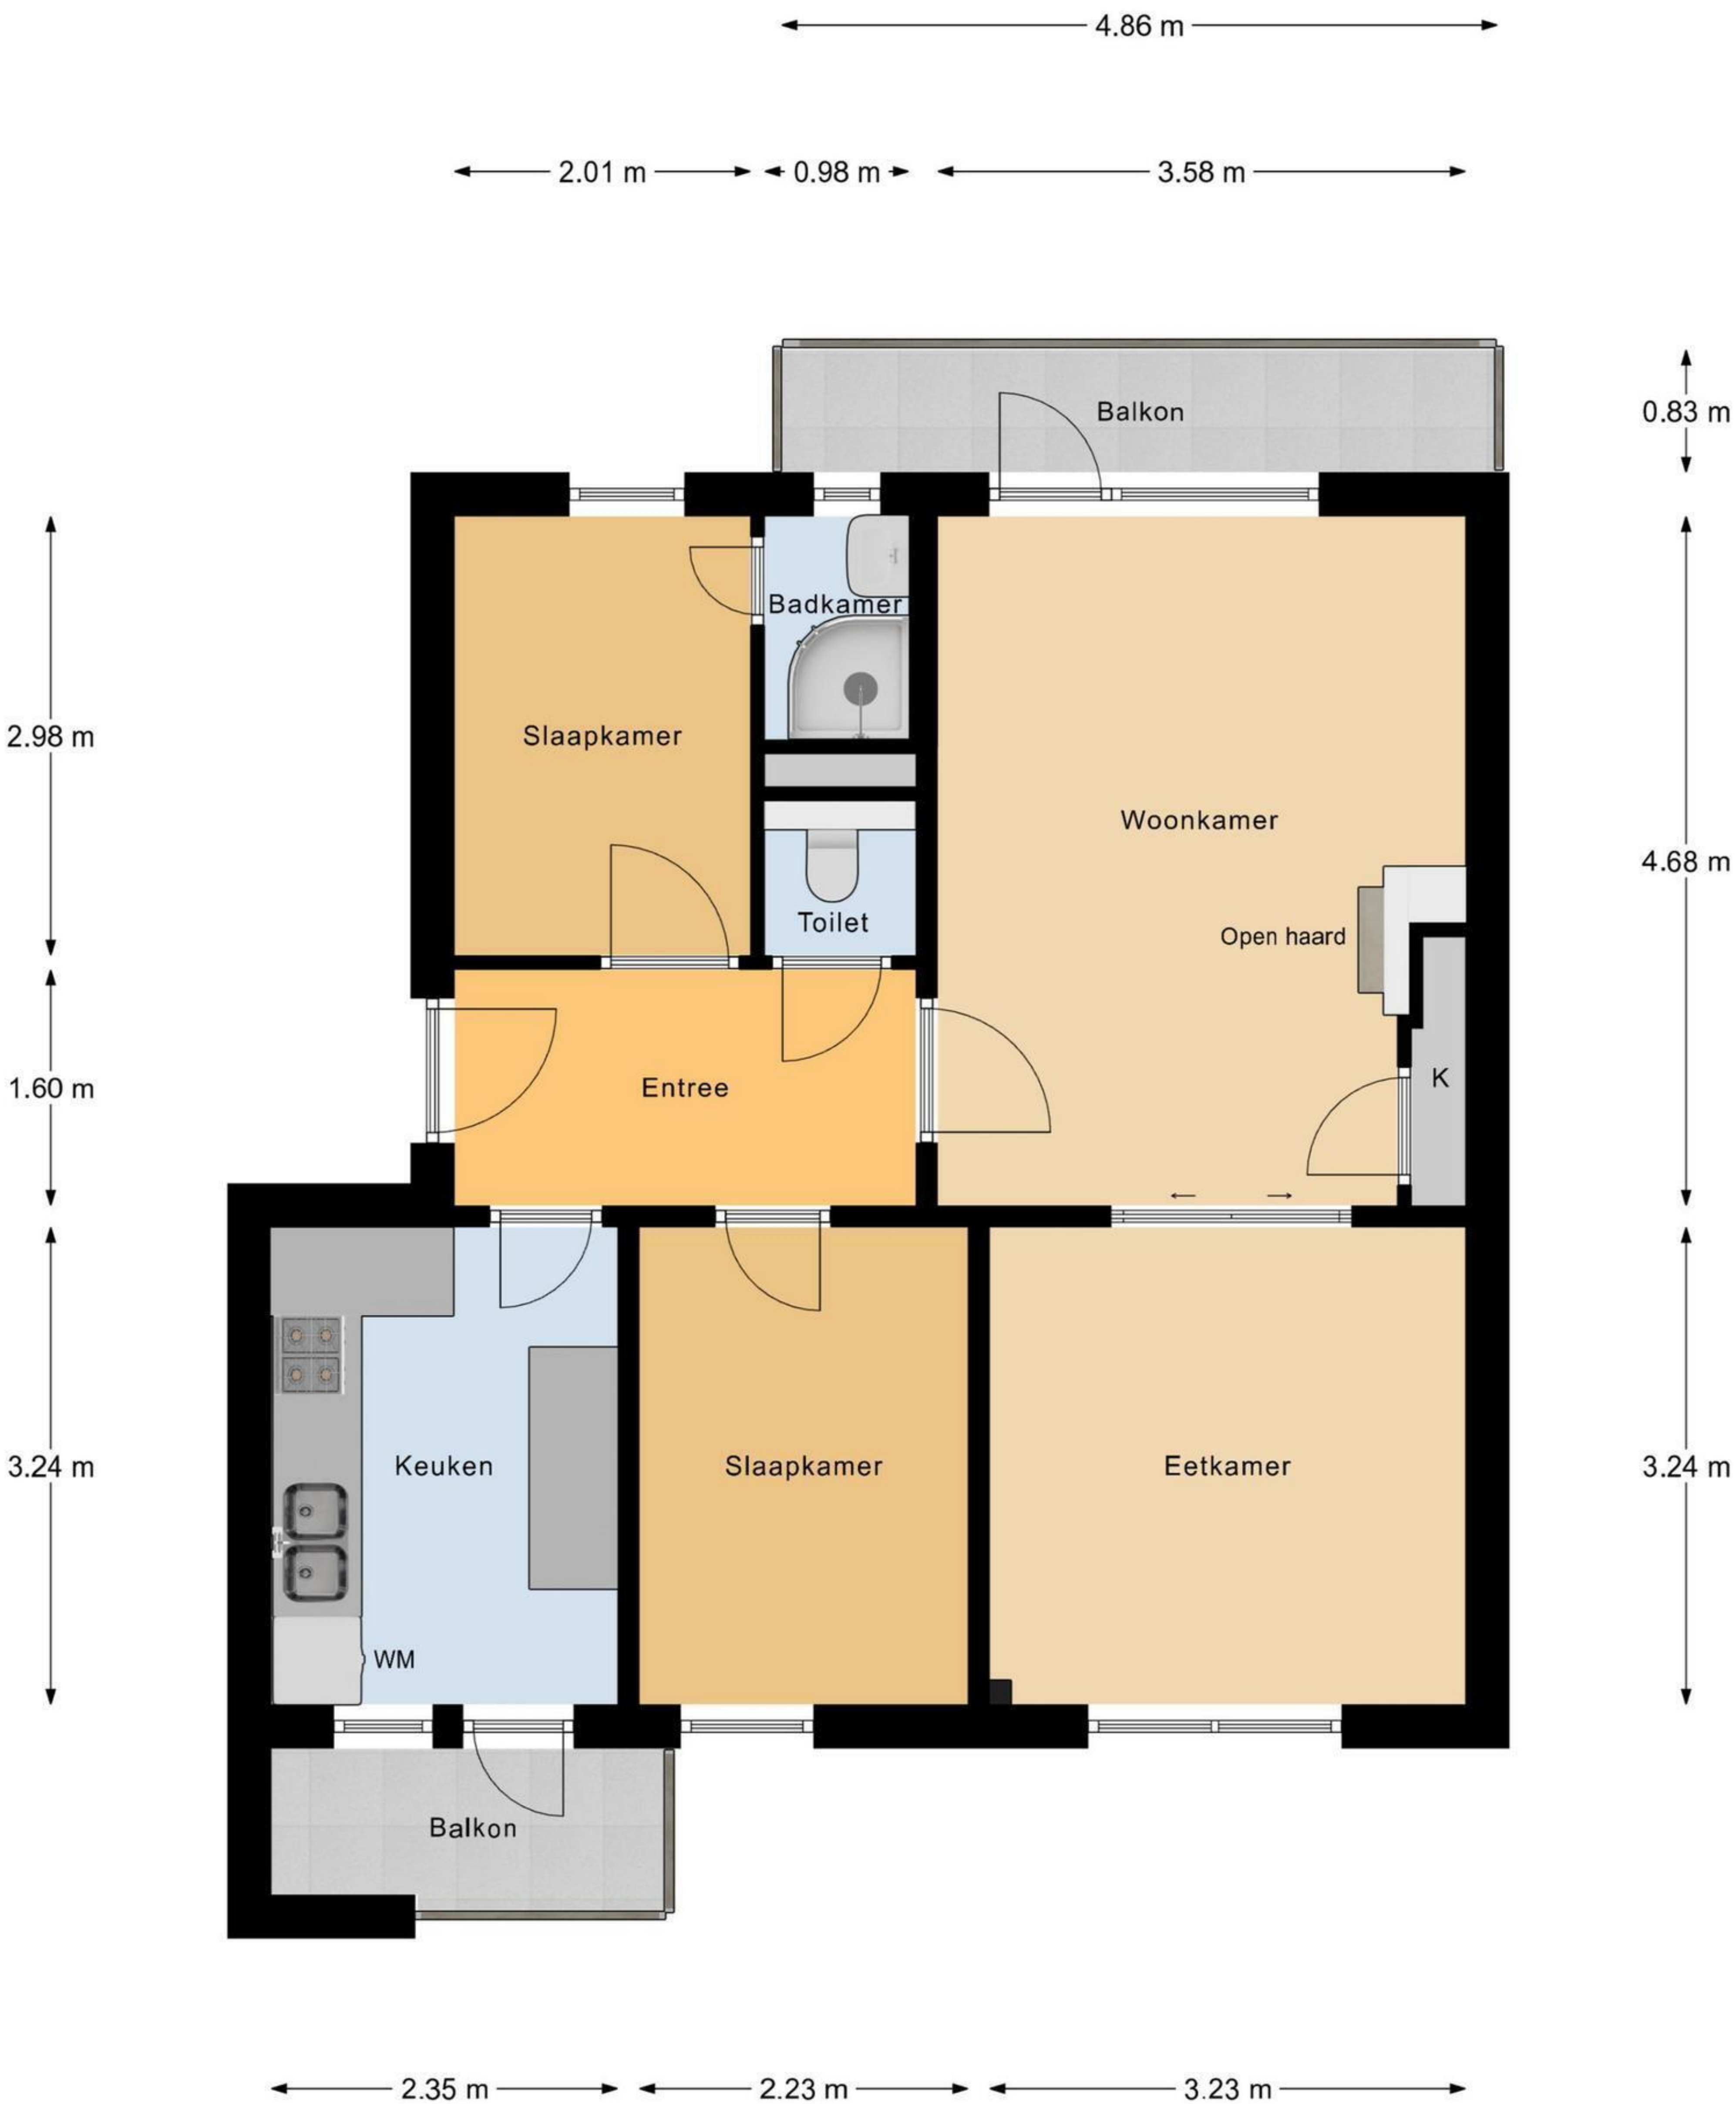 4.86 m
2.01 m 0.98 m 3.58 m
Balkon
0.83 m
Badkamer
Slaapkamer
2.98 m
Woonkamer
4.68 m
Toilet
Open haard
K
Entree
1.60 m
Keuken
Slaapkamer
Eetkamer
3.24 m
3.24 m
WM
Balkon
2.35 m 2.23 m 3.23 m